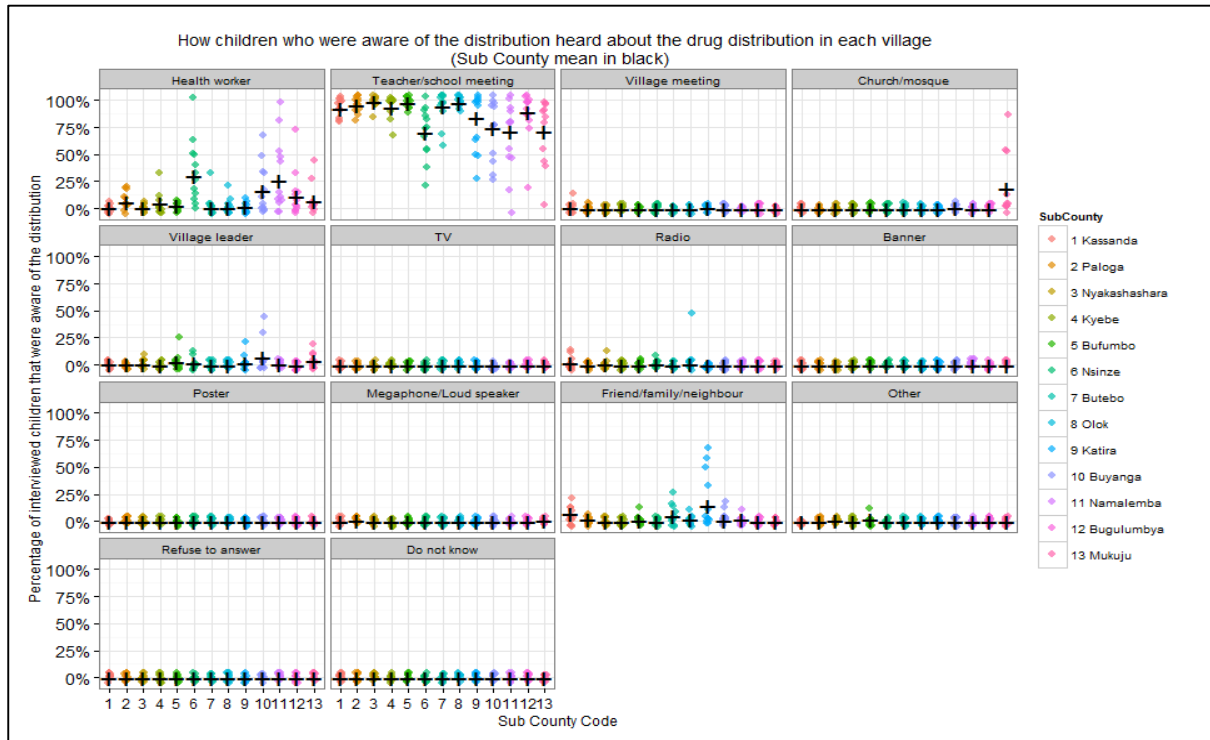 How children who were aware of the distribution heard about the drug distribution in each village
(Sub County mean in black)
Percentage of interviewed children that were aware of the distribution
Health worker
Teacher/school meeting
Village meeting
Church/mosque
100%
75%
50%
25%
0%
Village leader
TV
Radio
Banner
100%
75%
50%
25%
0%
Poster
Megaphone/Loud speaker
Friend/family/neighbour
Other
100%
75%
50%
25%
0%
Refuse to answer
Do not know
100%
75%
50%
25%
0%
1 2 3 4 5 6 7 8 9 10 11 12 13
1 2 3 4 5 6 7 8 9 10 11 12 13
Sub County Code
SubCounty
1 Kassanda
2 Paloga
3 Nyakashashara
4 Kyebe
5 Bufumbo
6 Nsinze
7 Butebo
8 Olok
9 Katira
10 Buyanga
11 Namalemba
12 Bugulumbya
13 Mukuju